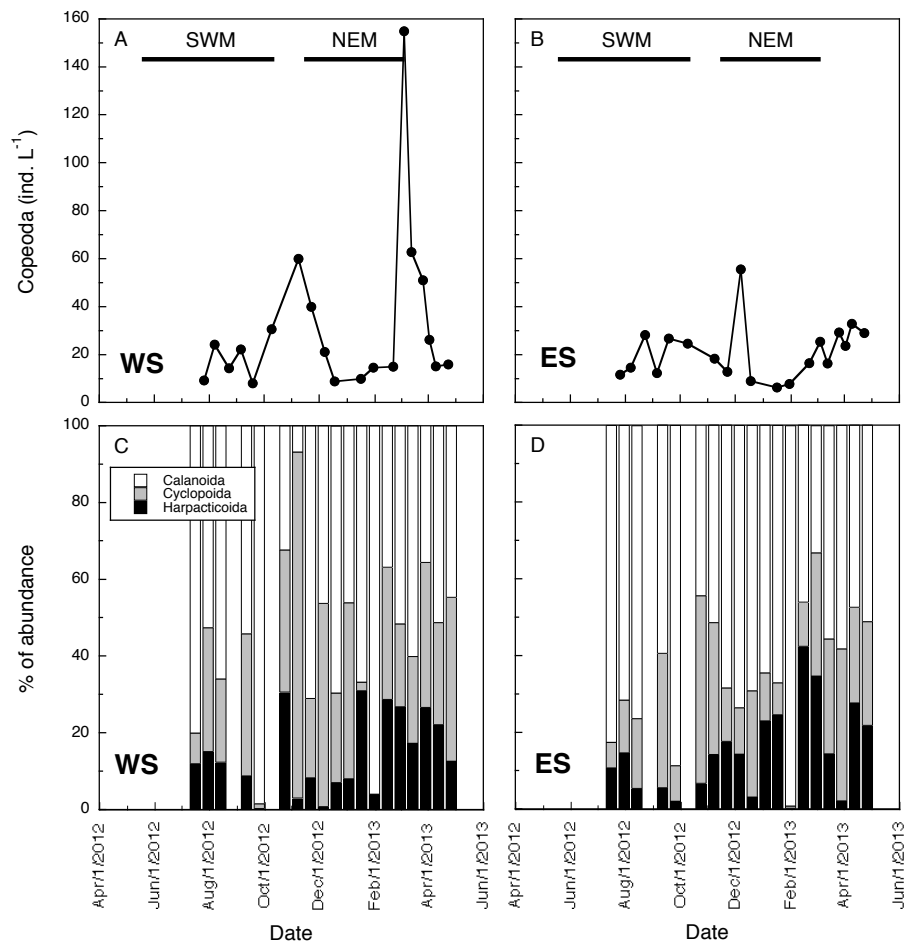 A
SWM
NEM
B
SWM
NEM
160
140
120
100
80
60
40
20
0
Copeoda (ind. L-1)
WS
ES
C
D
Calanoida
Cyclopoida
Harpacticoida
100
80
60
40
20
0
% of abundance
WS
ES
Apr/1/2012
Jun/1/2012
Aug/1/2012
Oct/1/2012
Dec/1/2012
Feb/1/2013
Apr/1/2013
Jun/1/2013
Apr/1/2012
Jun/1/2012
Aug/1/2012
Oct/1/2012
Dec/1/2012
Feb/1/2013
Apr/1/2013
Jun/1/2013
Date
Date